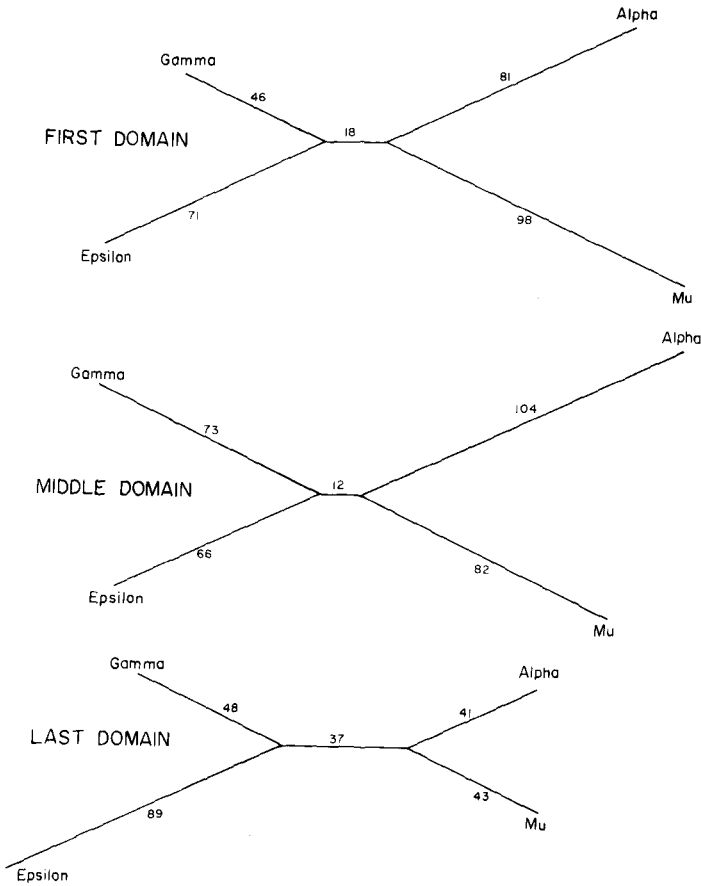 Alpha
Gamma
81
46
18
FIRST DOMAIN
71
98
Epsilon
Mu
Alpha
Gamma
104
73
MIDDLE DOMAIN
12
66
82
Epsilon
Mu
Gamma
Alpha
48
41
LAST DOMAIN
37
89
43
Mu
Epsilon